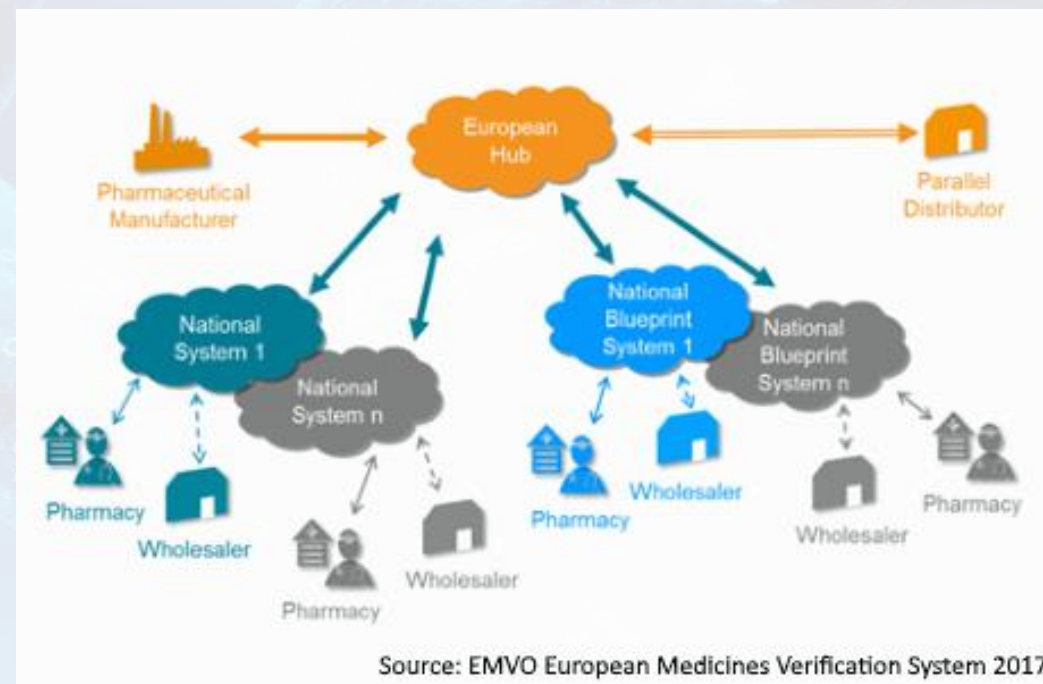 European
Hub
Pharmaceutical
Manufacturer
Parallel
Distributor
National
System 1
National
System n
National
Blueprint
System 1
National
Blueprint
System n
Pharmacy
Wholesaler
Pharmacy
Wholesaler
Pharmacy
Wholesaler
Wholesaler
Pharmacy
Source: EMVO European Medicines Verification System 2017